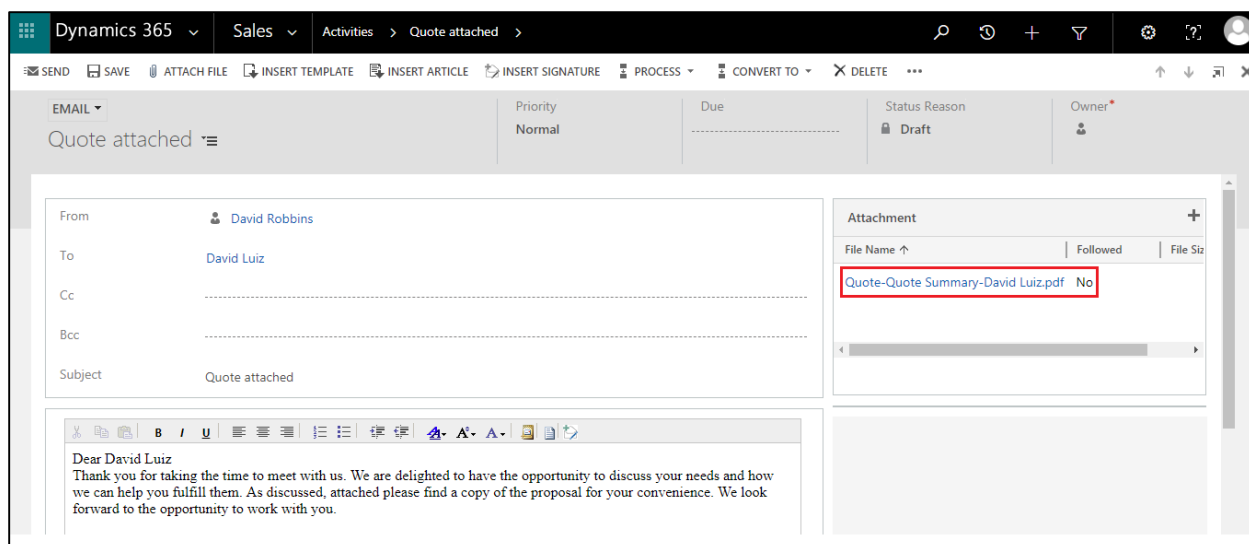 Dynamics 365 Sales Activities > Quote attached >
SEND SAVE ATTACH FILE INSERT TEMPLATE INSERT ARTICLE INSERT SIGNATURE PROCESS CONVERT TO DELETE •••
EMAIL
Quote attached
Priority
Normal
Due
Status Reason
Draft
Owner*
From David Robbins
To David Luiz
Cc
Bcc
Subject Quote attached
Attachment +
File Name ↑ Followed File Siz
Quote-Quote Summary-David Luiz.pdf No
B I U A A A
Dear David Luiz
Thank you for taking the time to meet with us. We are delighted to have the opportunity to discuss your needs and how
we can help you fulfill them. As discussed, attached please find a copy of the proposal for your convenience. We look
forward to the opportunity to work with you.